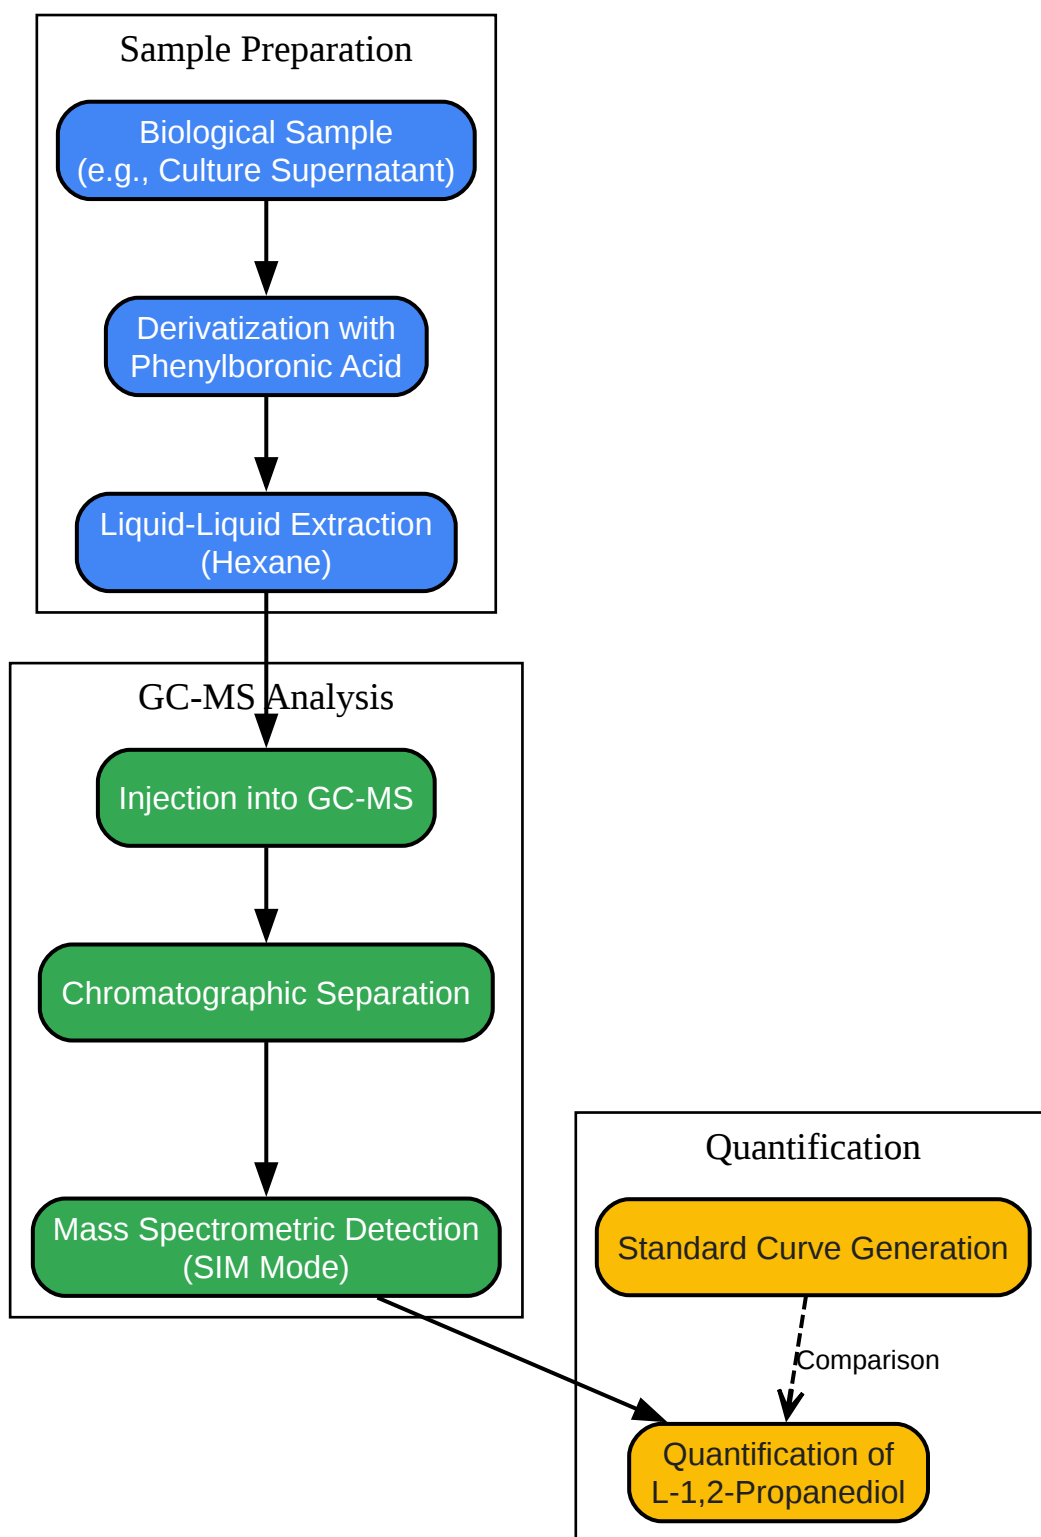 Sample Preparation
Biological Sample
(e.g., Culture Supernatant)
Derivatization with
Phenylboronic Acid
Liquid-Liquid Extraction
(Hexane)
GC-MS Analysis
Injection into GC-MS
Chromatographic Separation
Mass Spectrometric Detection
(SIM Mode)
Quantification
Standard Curve Generation
Comparison
Quantification of
L-1,2-Propanediol